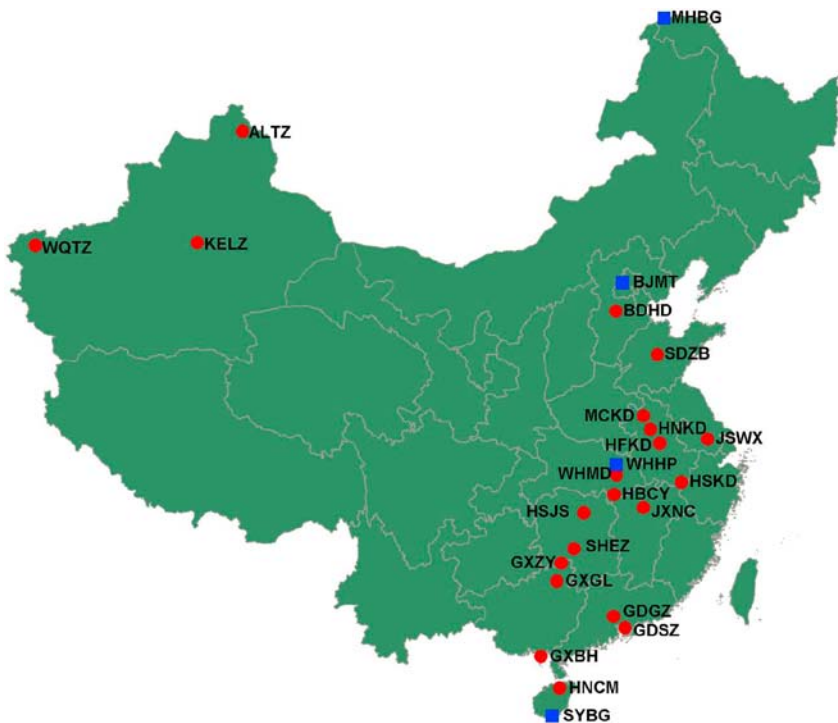 MHBG
ALTZ
WQTZ
KELZ
BJMT
BDHD
SDZB
MCKD
HNKD
HFKD
JSWX
WHHP
WHMD
HSKD
HBCY
HSJS
JXNC
SHEZ
GXZY
GXGL
GDGZ
GDSZ
GXBH
HNCM
SYBG